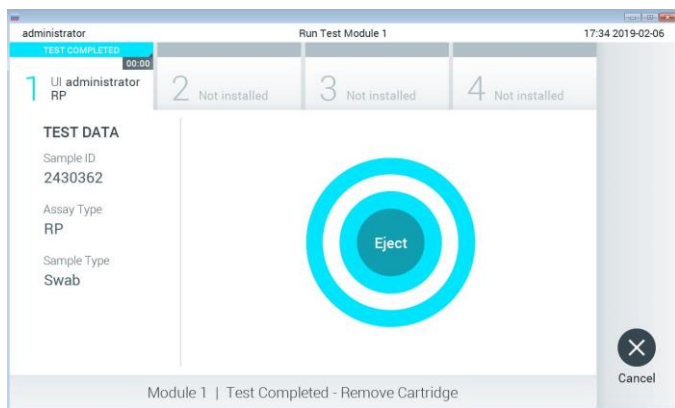 administrator Run Test Module 1 17:34 2019-02-06
TEST COMPLETED
00:00
1 UI administrator
RP
2 Not installed
3 Not installed
4 Not installed
TEST DATA
Sample ID
2430362
Assay Type
RP
Sample Type
Swab
Eject
Cancel
Module 1 | Test Completed - Remove Cartridge